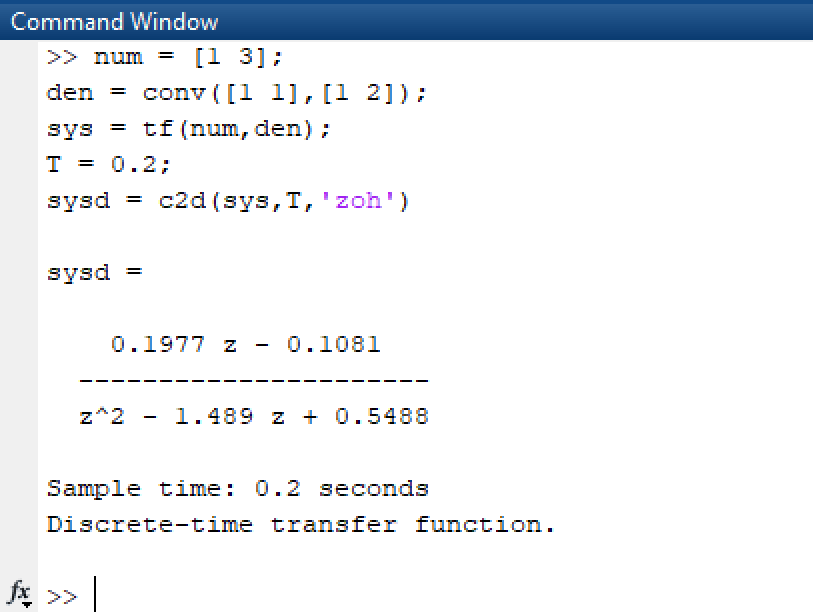 Command Window
>> num = [1 3];
den = conv([1 1],[1 2]);
sys = tf(num,den);
T = 0.2;
sysd = c2d(sys,T,'zoh')
sysd =
0.1977 z - 0.1081
----------------------
z^2 - 1.489 z + 0.5488
Sample time: 0.2 seconds
Discrete-time transfer function.
fx >>